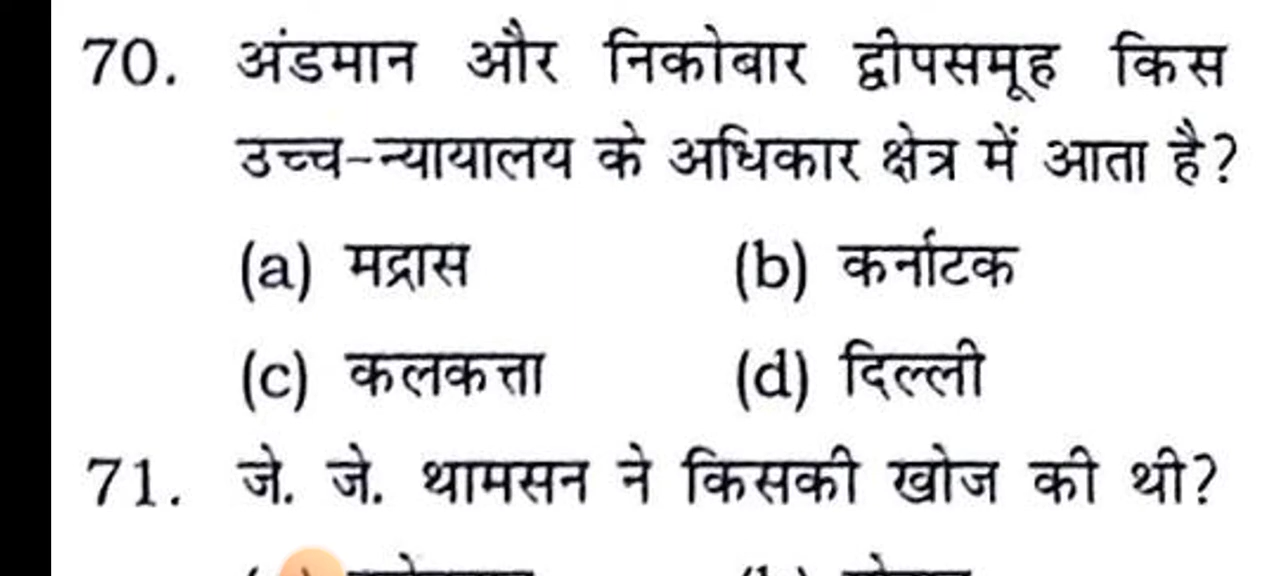 70. अंडमान और निकोबार द्वीपसमूह किस
उच्च-न्यायालय के अधिकार क्षेत्र में आता है?
(a) मद्रास (b) कर्नाटक
(c) कलकत्ता (d) दिल्ली
71. जे. जे. थामसन ने किसकी खोज की थी?